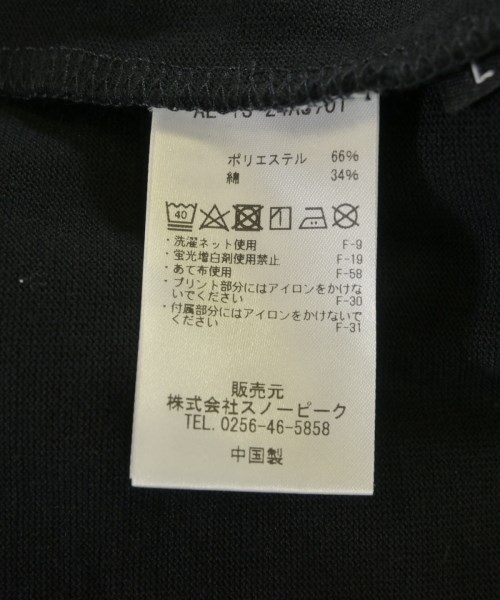 ポリエステル 66%
綿 34%
40
・洗濯ネット使用 F-9
・蛍光増白剤使用禁止 F-19
・あて布使用 F-58
・プリント部分にはアイロンをかけな
いでください F-30
・付属部分にはアイロンをかけないで
ください F-31
販売元
株式会社スノーピーク
TEL. 0256-46-5858
中国製
L